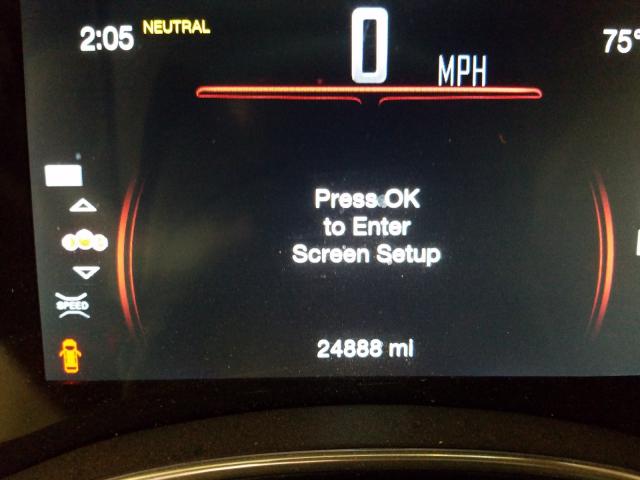 2:05 NEUTRAL 0 MPH 75°
Press OK
to Enter
Screen Setup
SPEED
24888 mi